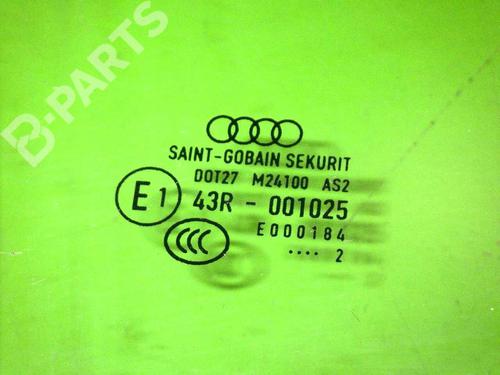 B-PARTS
SAINT-GOBAIN SEKURIT
DOT27 M24100 AS2
E1 43R - 001025
CCC
E000184
.... 2